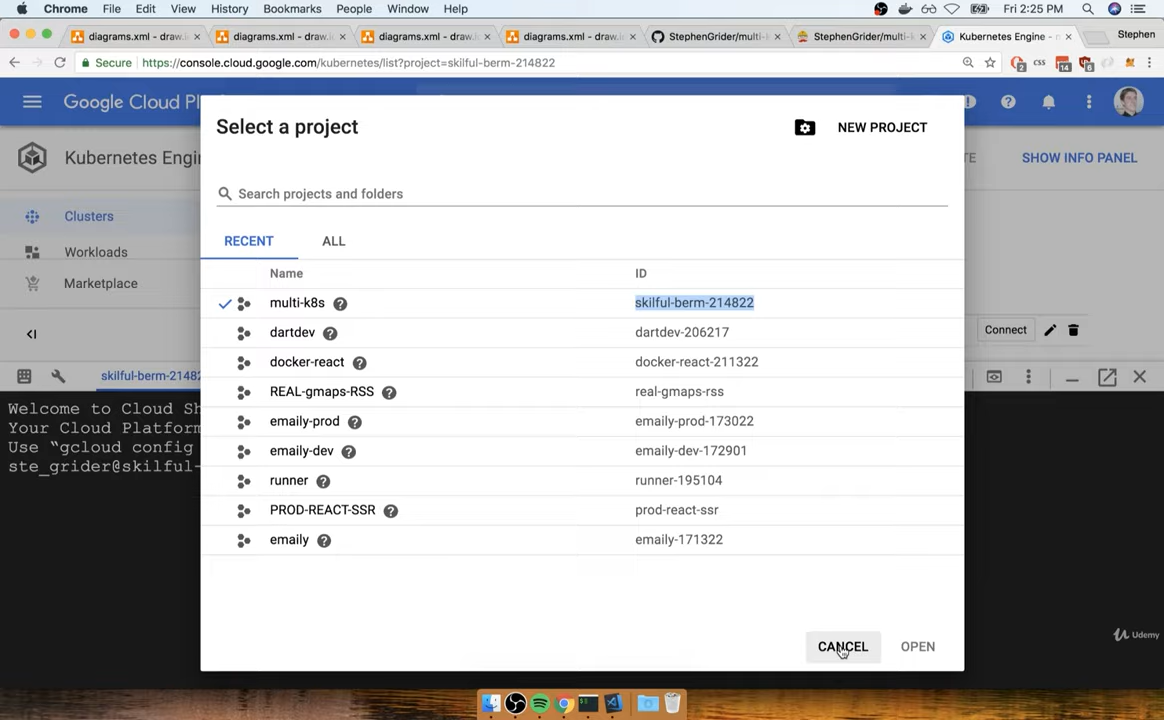 Chrome File Edit View History Bookmarks People Window Help Fri 2:25 PM
diagrams.xml - draw. × diagrams.xml - draw. × diagrams.xml - draw. × diagrams.xml - draw. × StephenGrider/multi- × StephenGrider/multi- × Kubernetes Engine - × Stephen
Secure https://console.cloud.google.com/kubernetes/list?project=skilful-berm-214822 2 CSS 14 6
Google Cloud Pl
Select a project NEW PROJECT
Kubernetes Engi TE SHOW INFO PANEL
Search projects and folders
Clusters
RECENT ALL
Workloads
Name ID
Marketplace
multi-k8s skilful-berm-214822
dartdev dartdev-206217
Connect
docker-react docker-react-211322
skilful-berm-2148
REAL-gmaps-RSS real-gmaps-rss
Welcome to Cloud Sh
emaily-prod emaily-prod-173022
Your Cloud Platform
Use "gcloud config
emaily-dev emaily-dev-172901
ste_grider@skilful-
runner runner-195104
PROD-REACT-SSR prod-react-ssr
emaily emaily-171322
Udemy
CANCEL OPEN